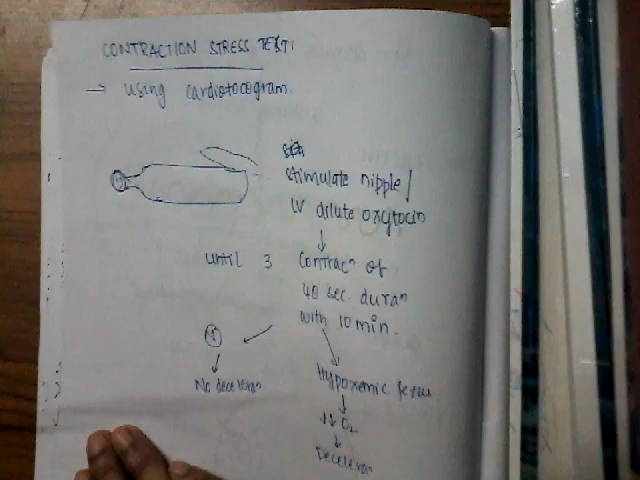 CONTRACTION STRESS TEST:
→ Using cardiotocogram.
stimulate nipple/
IV dilute oxytocin
↓
until 3 Contracⁿ of
40 sec. duraⁿ
with 10 min.
N
↓
No deceleraⁿ
Hypoxemic fetus
↓
↓↓ O₂
↓
Deceleraⁿ